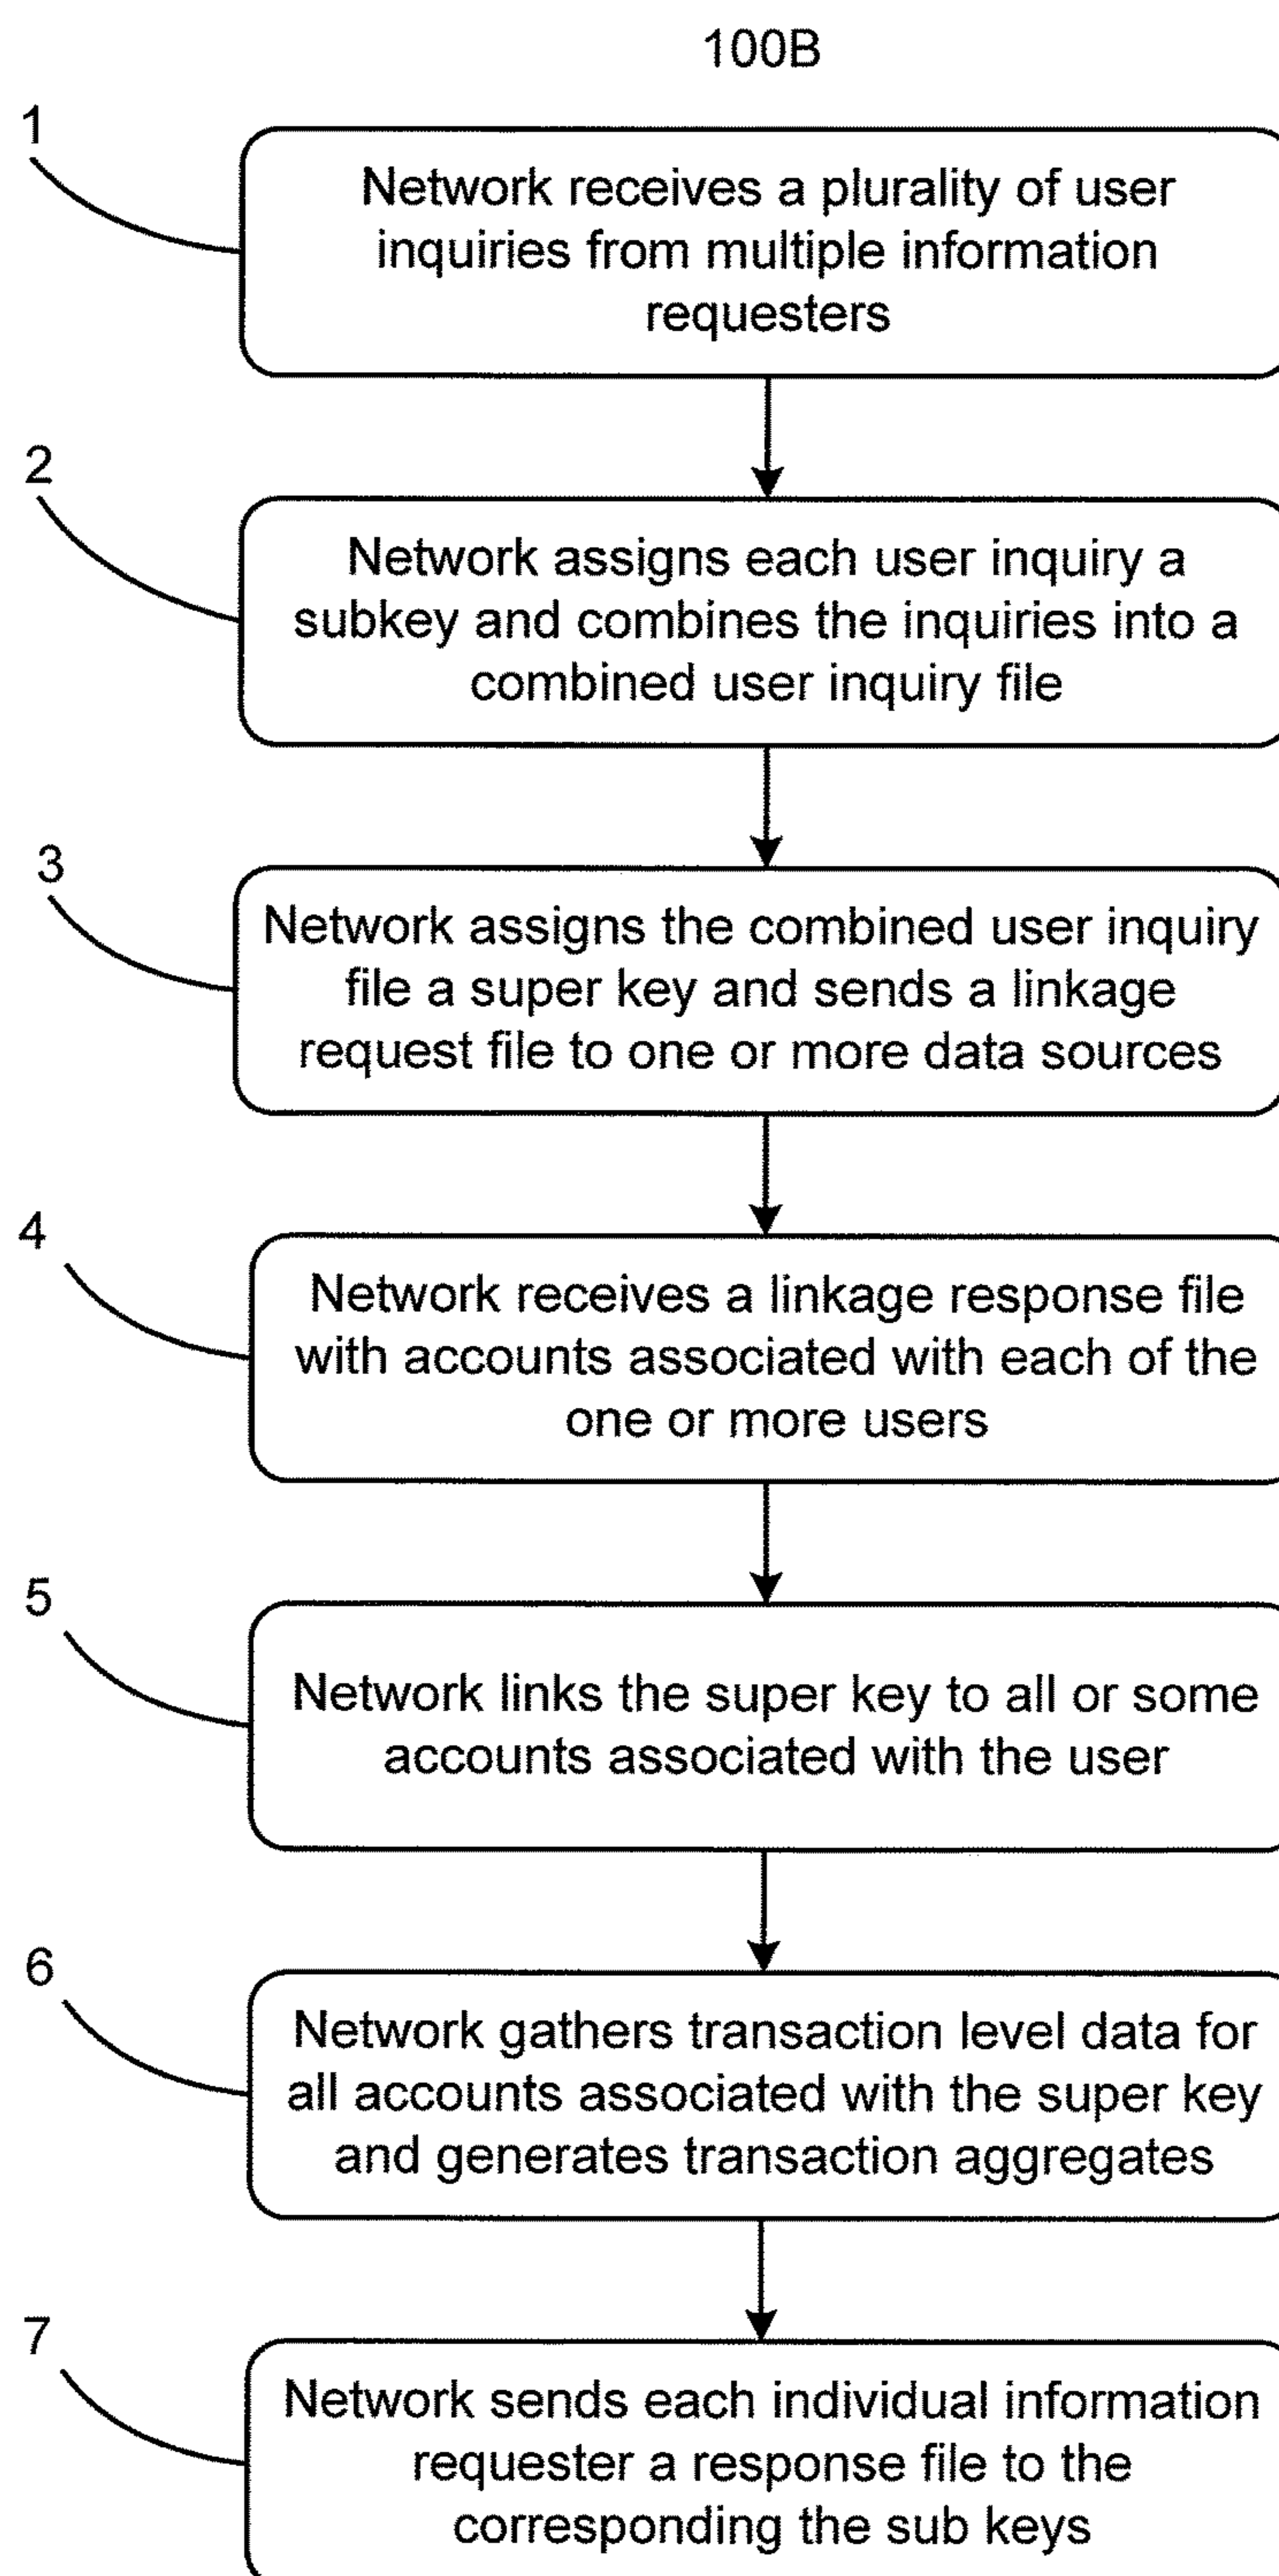 100B
1
Network receives a plurality of user
inquiries from multiple information
requesters
2
Network assigns each user inquiry a
subkey and combines the inquiries into a
combined user inquiry file
3
Network assigns the combined user inquiry
file a super key and sends a linkage
request file to one or more data sources
4
Network receives a linkage response file
with accounts associated with each of the
one or more users
5
Network links the super key to all or some
accounts associated with the user
6
Network gathers transaction level data for
all accounts associated with the super key
and generates transaction aggregates
7
Network sends each individual information
requester a response file to the
corresponding the sub keys